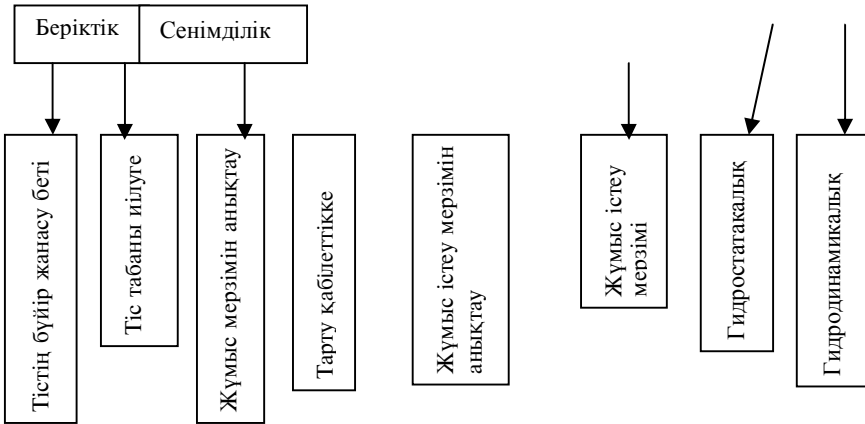 Беріктік
Сенімділік
Тістің бүйір жанасу беті
Тіс табаны иілуге
Жұмыс мерзімін анықтау
Тарту қабілеттікке
Жұмыс істеу мерзімін
анықтау
Жұмыс істеу
мерзімі
Гидростатакалық
Гидродинамикалық